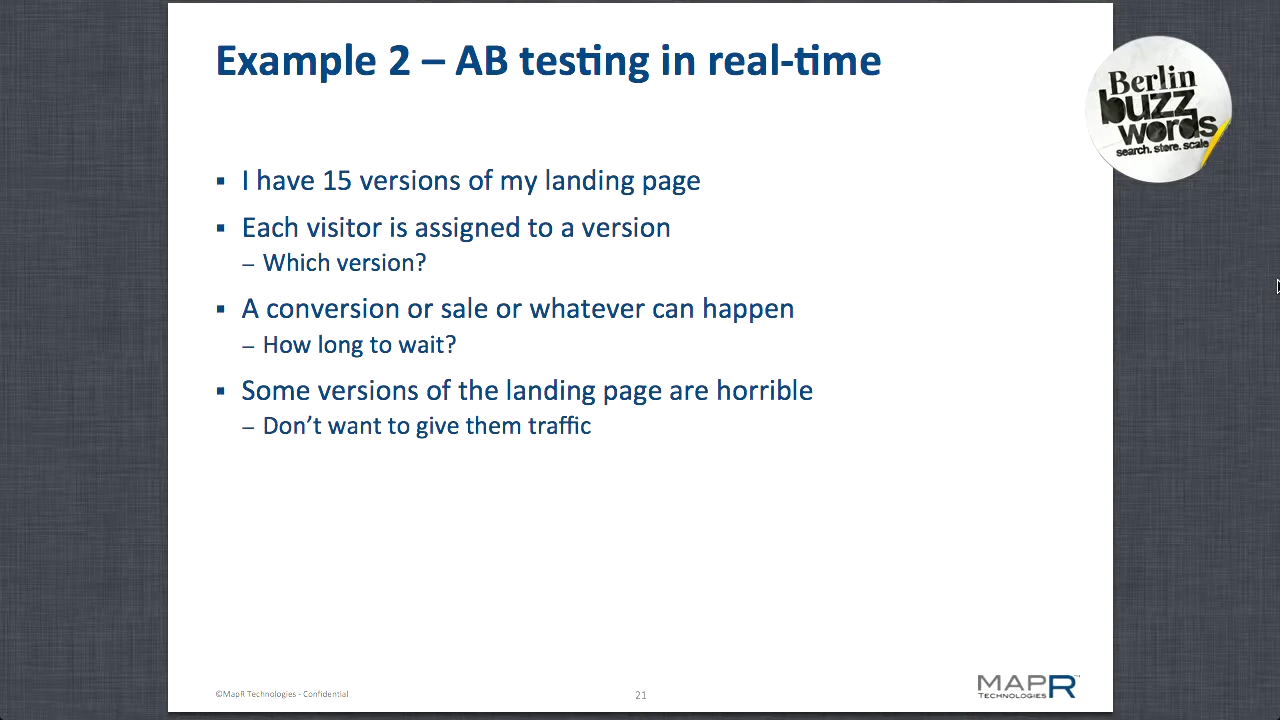 Example 2 – AB testing in real-time
Berlin
buzz
words
search. store. scale
▪ I have 15 versions of my landing page
▪ Each visitor is assigned to a version
– Which version?
▪ A conversion or sale or whatever can happen
– How long to wait?
▪ Some versions of the landing page are horrible
– Don’t want to give them traffic
©MapR Technologies - Confidential
21
MAPR™
TECHNOLOGIES